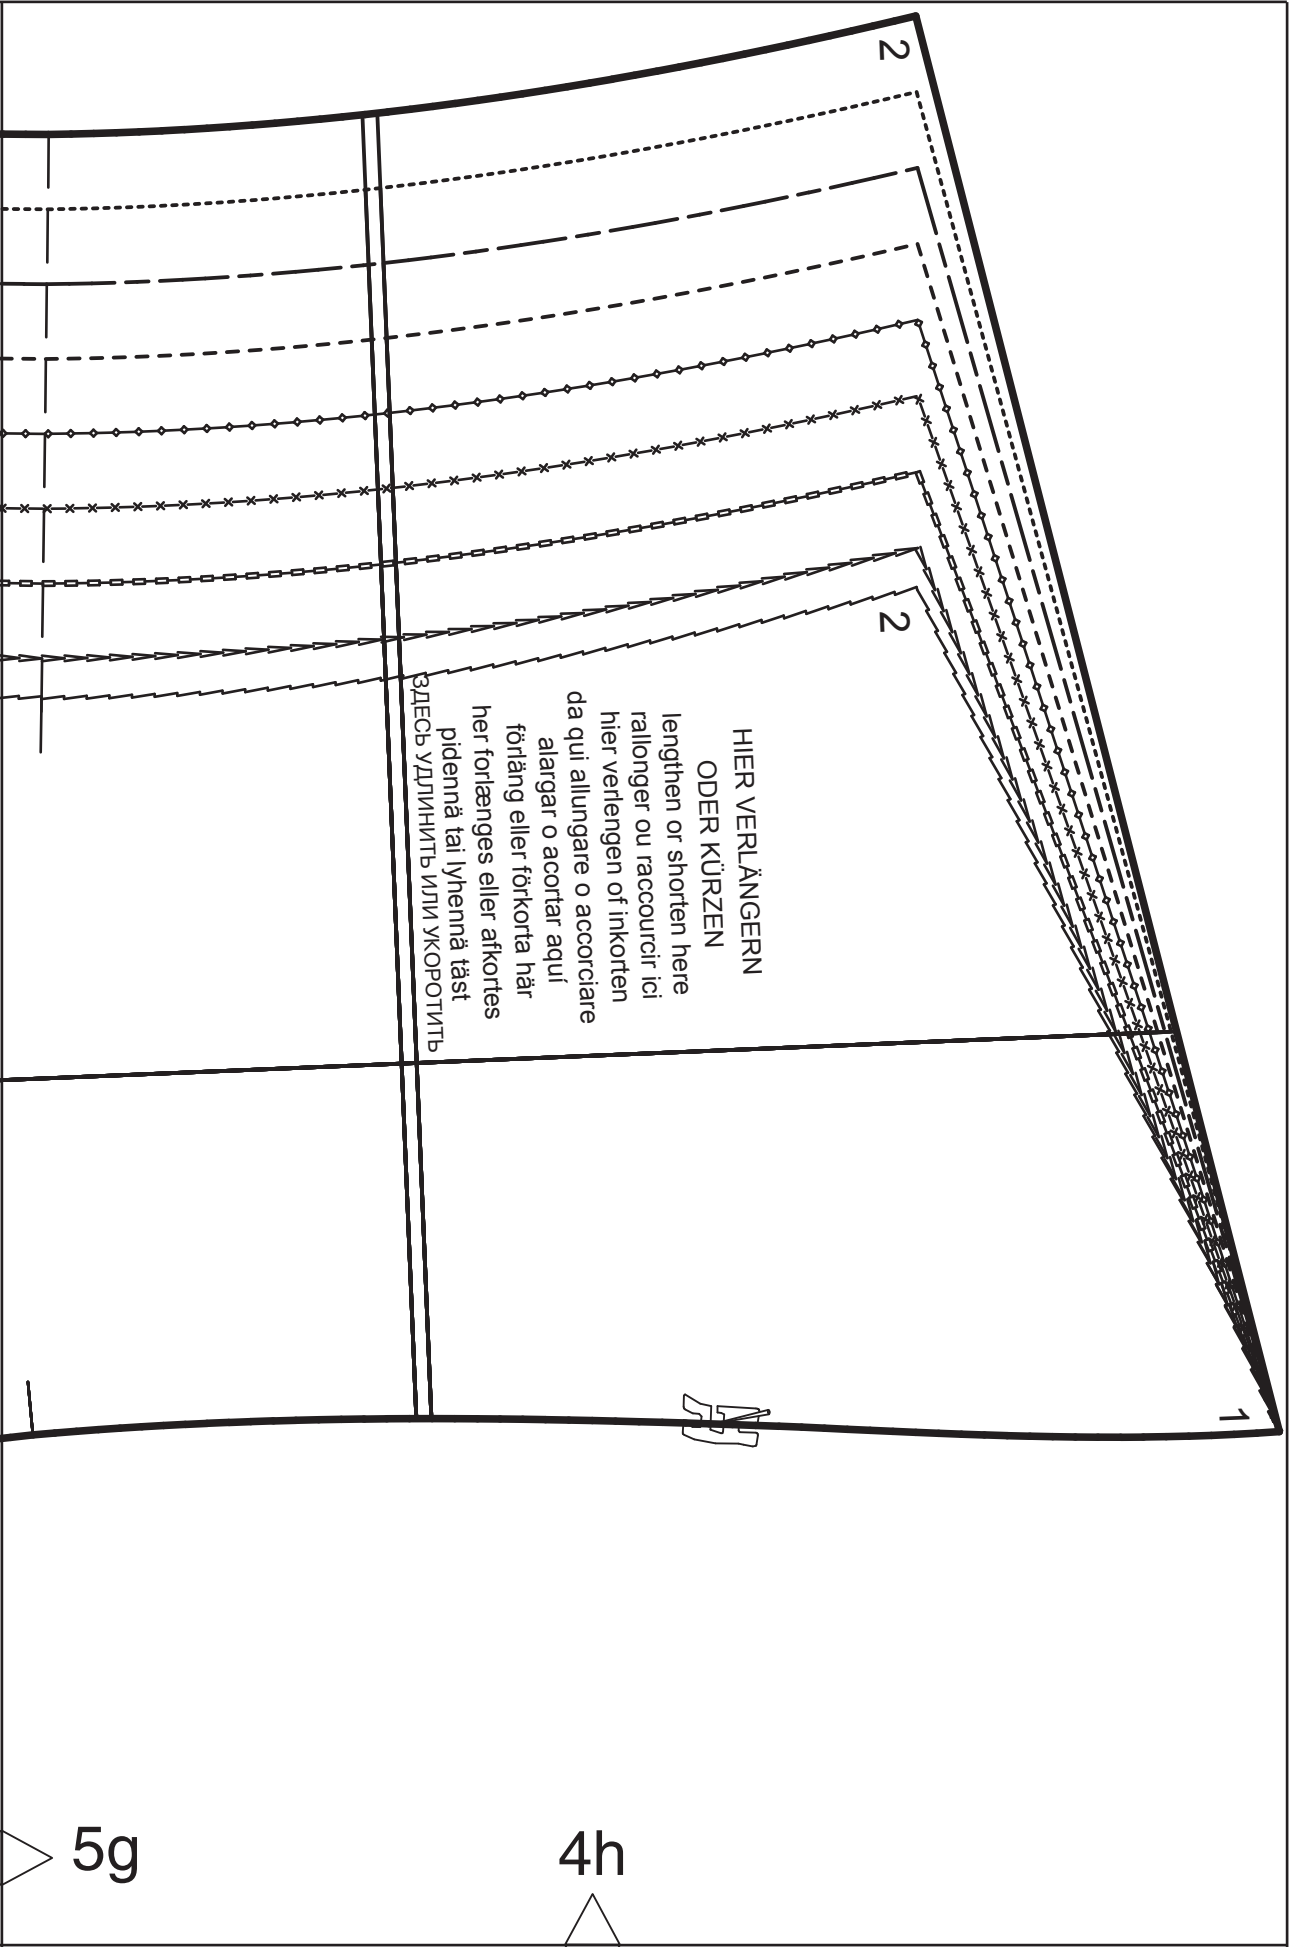 2
2
HIER VERLÄNGERN
ODER KÜRZEN
lengthen or shorten here
rallonger ou raccourcir ici
hier verlengen of inkorten
da qui allungare o accorciare
alargar o acortar aquí
förläng eller förkorta här
her forlænges eller afkortes
pidennä tai lyhennä täst
ЗДЕСЬ УДЛИНИТЬ ИЛИ УКОРОТИТЬ
1
5g
4h